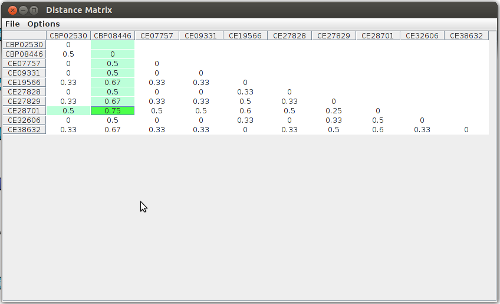 Distance Matrix
File Options
CBP02530 CBP08446 CE07757 CE09331 CE19566 CE27828 CE27829 CE28701 CE32606 CE38632
CBP02530 0
CBP08446 0.5 0
CE07757 0 0.5 0
CE09331 0 0.5 0 0
CE19566 0.33 0.67 0.33 0.33 0
CE27828 0 0.5 0 0 0.33 0
CE27829 0.33 0.67 0.33 0.33 0.5 0.33 0
CE28701 0.5 0.75 0.5 0.5 0.6 0.5 0.25 0
CE32606 0 0.5 0 0 0.33 0 0.33 0.5 0
CE38632 0.33 0.67 0.33 0.33 0 0.33 0.5 0.6 0.33 0